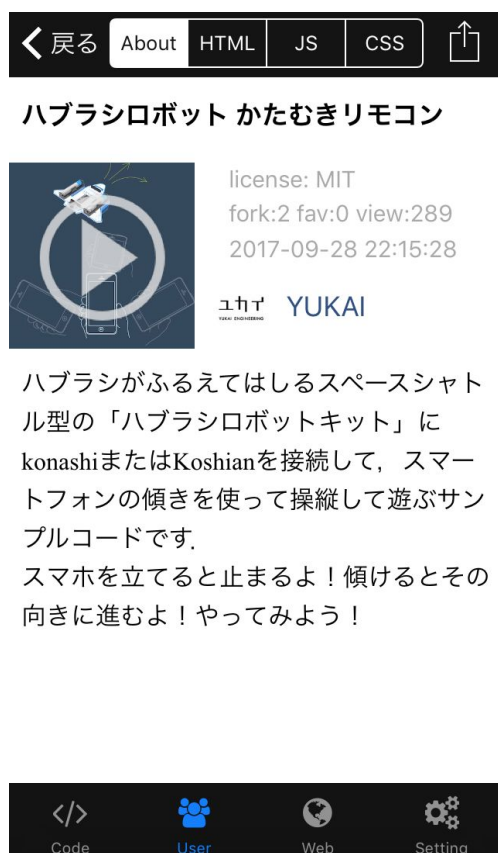 戻る About HTML JS CSS
ハブラシロボット かたむきリモコン
license: MIT
fork:2 fav:0 view:289
2017-09-28 22:15:28
ユカイ YUKAI
YUKAI ENGINEERING
ハブラシがふるえてはしるスペースシャト
ル型の「ハブラシロボットキット」に
konashiまたはKoshianを接続して，スマー
トフォンの傾きを使って操縦して遊ぶサン
プルコードです．
スマホを立てると止まるよ！傾けるとその
向きに進むよ！やってみよう！
Code User Web Setting